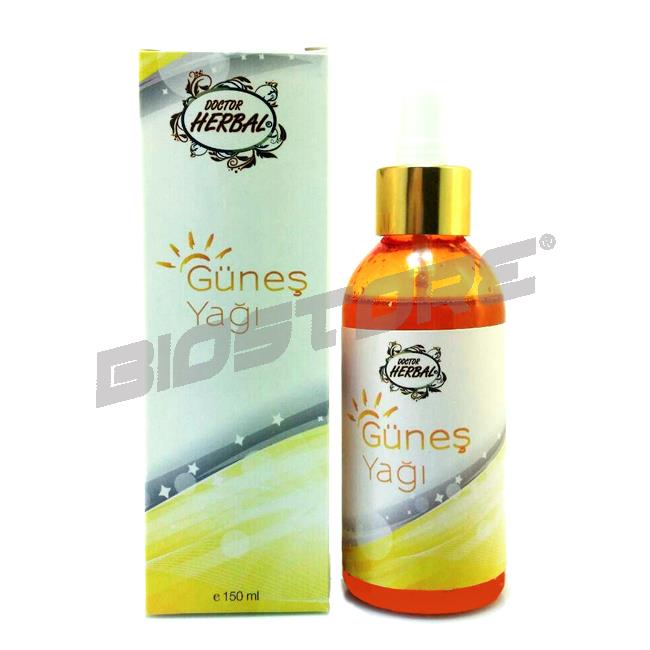 DOCTOR
HERBAL
Güneş
Yağı
e 150 ml
DOCTOR
HERBAL
Güneş
Yağı
BIOSTORE®